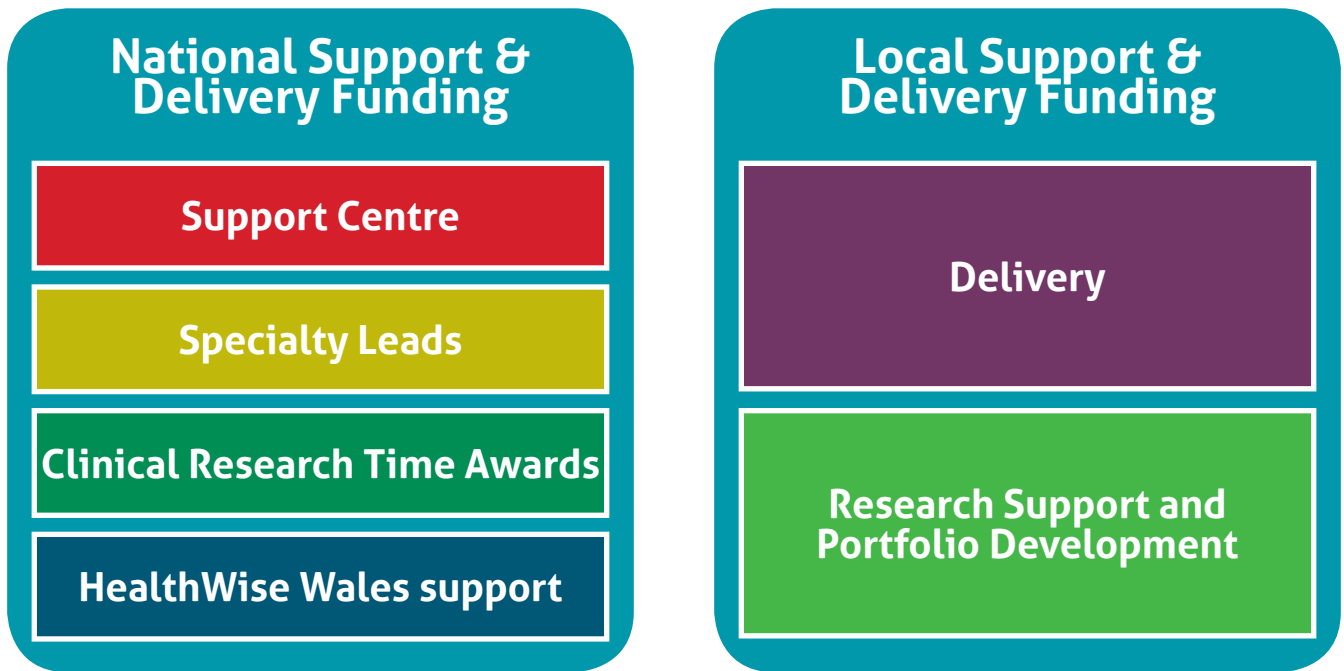 National Support &
Delivery Funding
Support Centre
Specialty Leads
Clinical Research Time Awards
HealthWise Wales support
Local Support &
Delivery Funding
Delivery
Research Support and
Portfolio Development